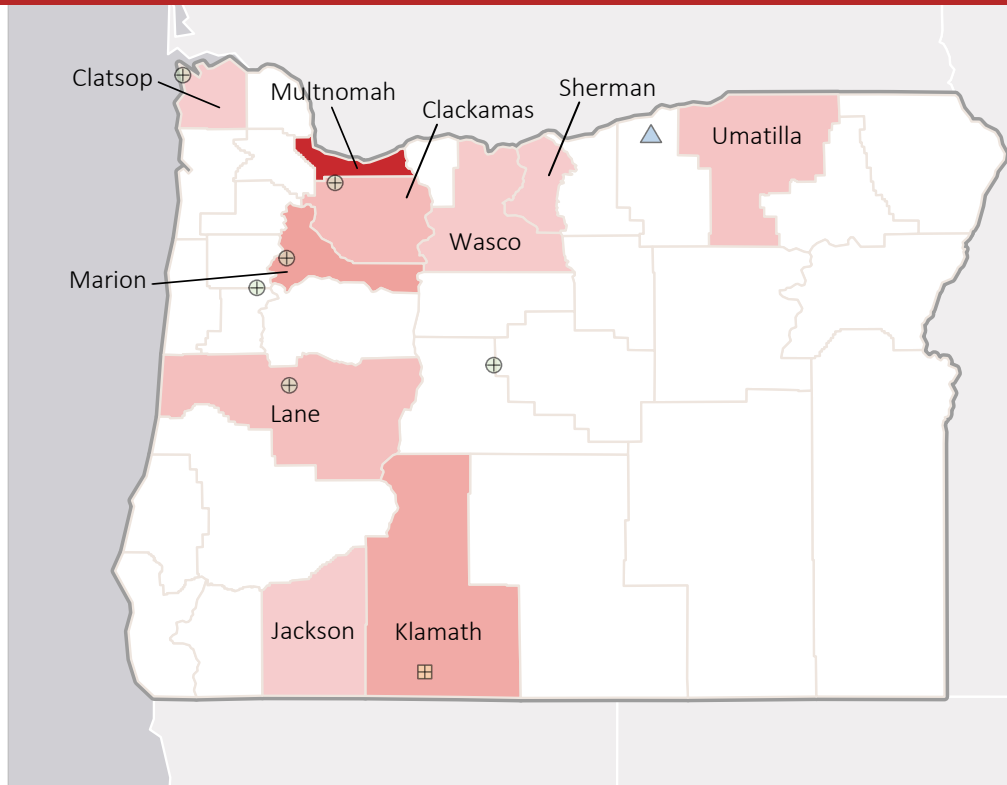 Clatsop
Multnomah
Sherman
Clackamas
Umatilla
Wasco
Marion
Lane
Jackson
Klamath